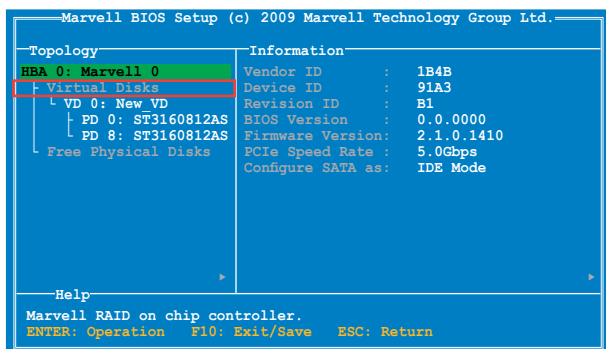 Marvell BIOS Setup (c) 2009 Marvell Technology Group Ltd.
Topology
HBA 0: Marvell 0
Virtual Disks
VD 0: New_VD
PD 0: ST3160812AS
PD 8: ST3160812AS
Free Physical Disks
Information
Vendor ID : 1B4B
Device ID : 91A3
Revision ID : B1
BIOS Version : 0.0.0000
Firmware Version: 2.1.0.1410
PCIe Speed Rate : 5.0Gbps
Configure SATA as: IDE Mode
Help
Marvell RAID on chip controller.
ENTER: Operation F10: Exit/Save ESC: Return